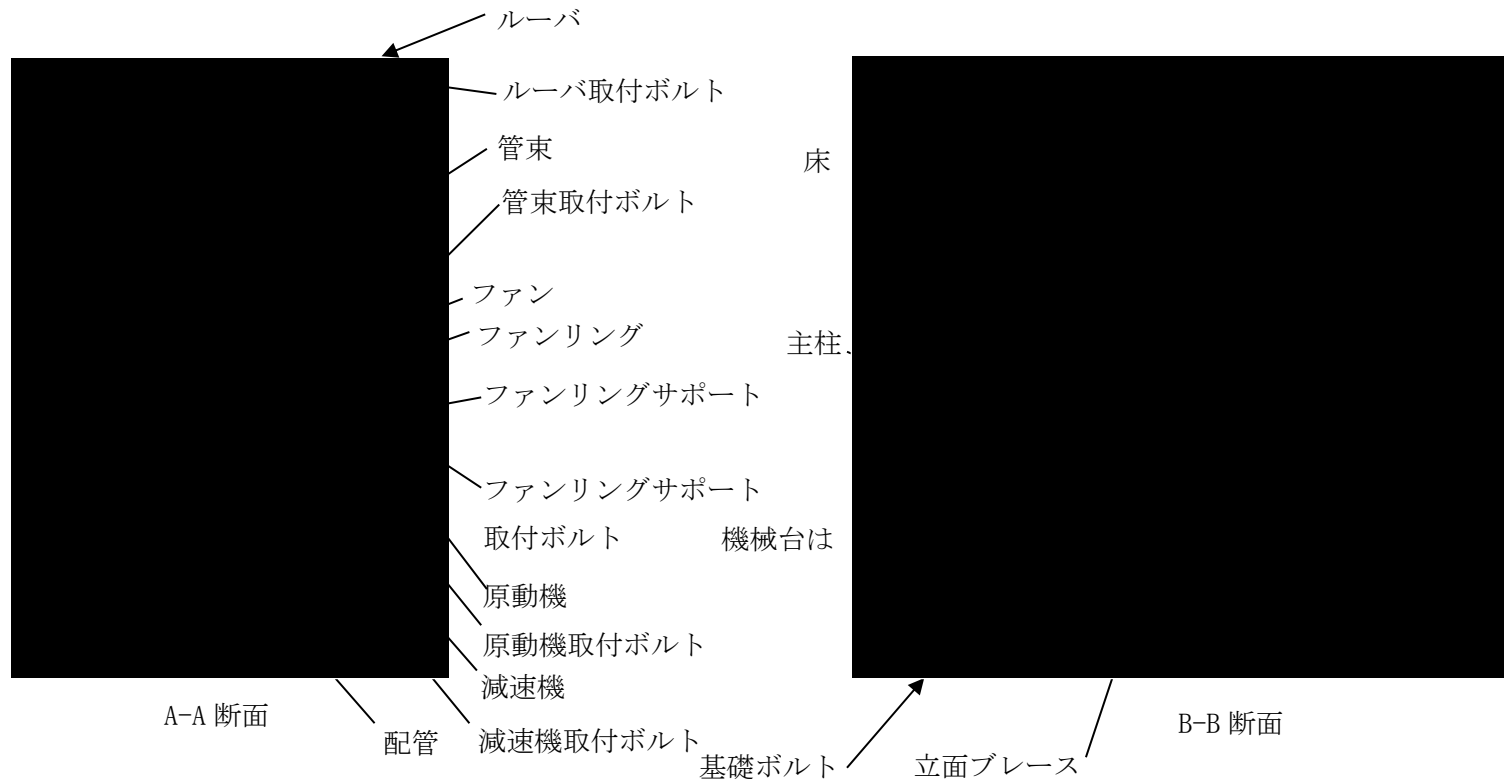 ルーバ
ルーバ取付ボルト
管束
床
管束取付ボルト
ファン
ファンリング
主柱
ファンリングサポート
ファンリングサポート
取付ボルト
機械台は
原動機
原動機取付ボルト
減速機
A-A 断面
配管
減速機取付ボルト
基礎ボルト
立面ブレース
B-B 断面